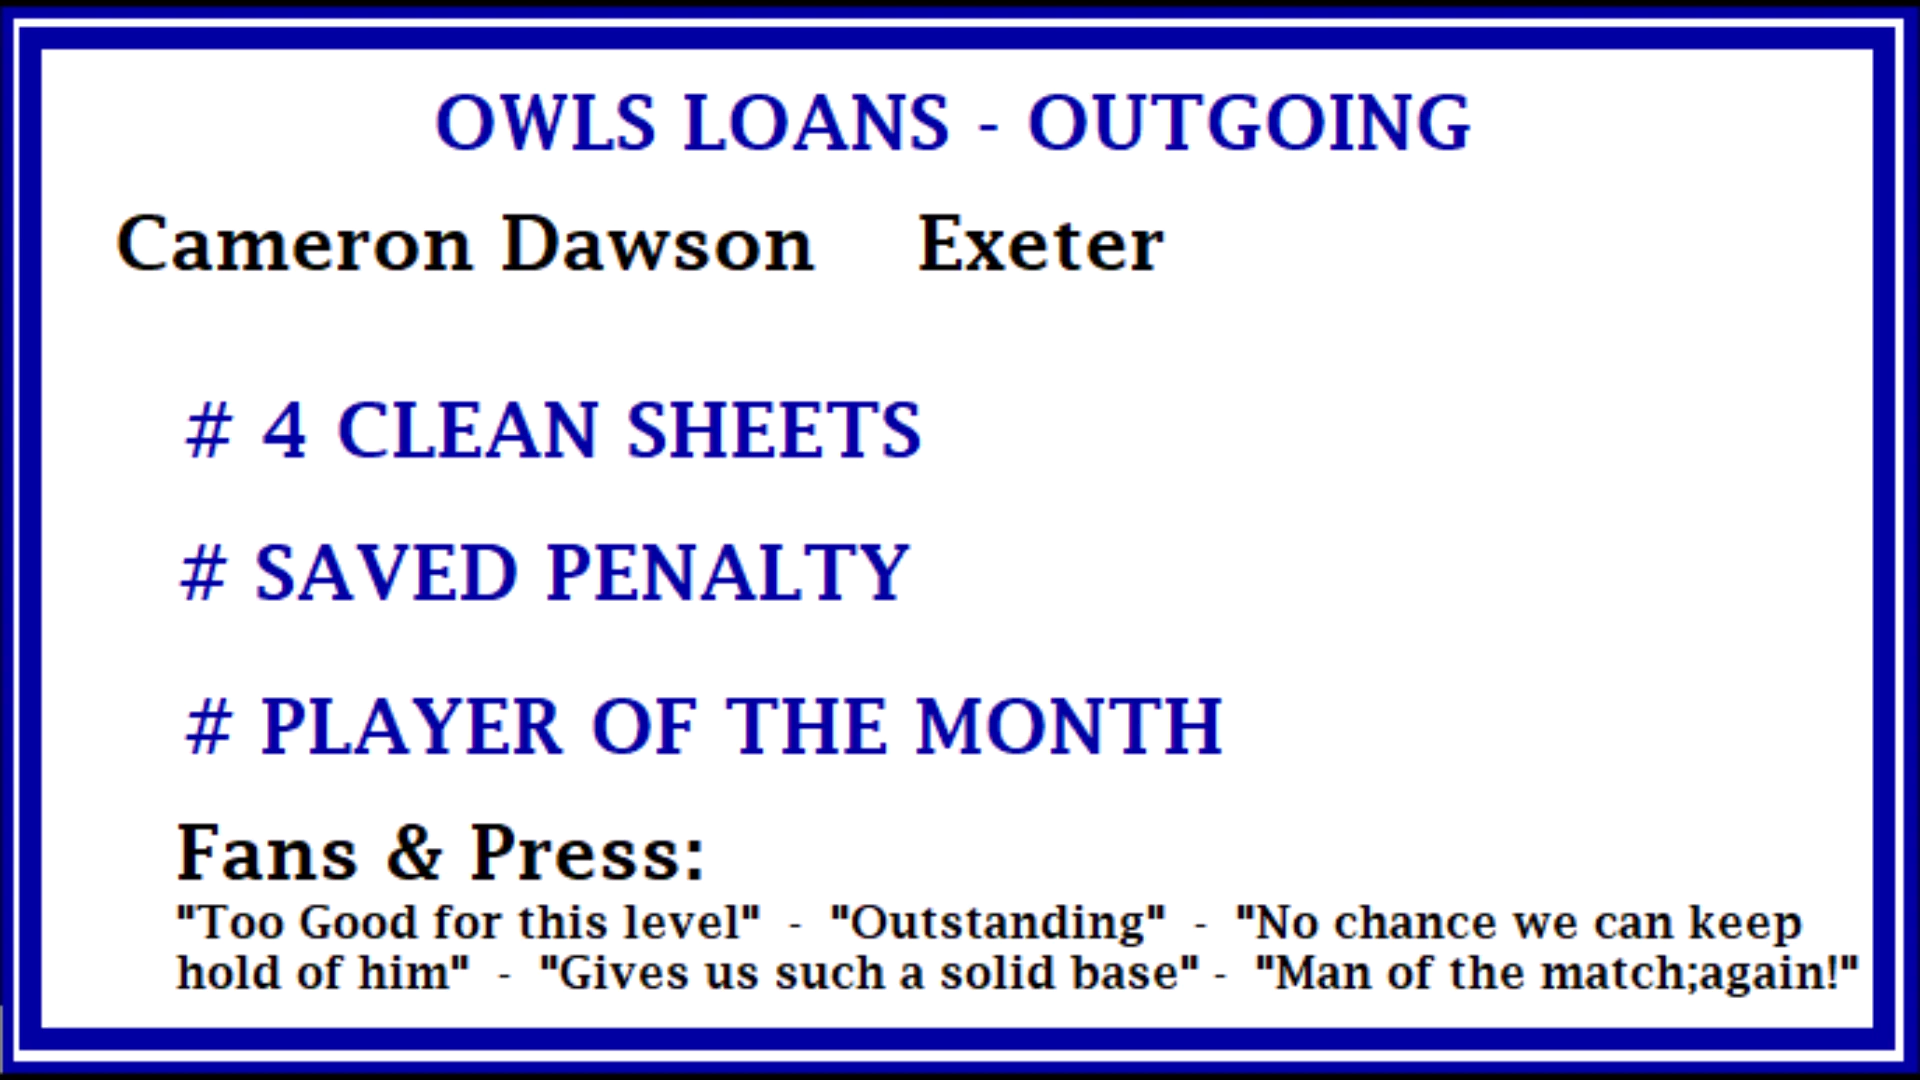 OWLS LOANS - OUTGOING
Cameron Dawson Exeter
# 4 CLEAN SHEETS
# SAVED PENALTY
# PLAYER OF THE MONTH
Fans & Press:
"Too Good for this level" - "Outstanding" - "No chance we can keep
hold of him" - "Gives us such a solid base" - "Man of the match;again!"